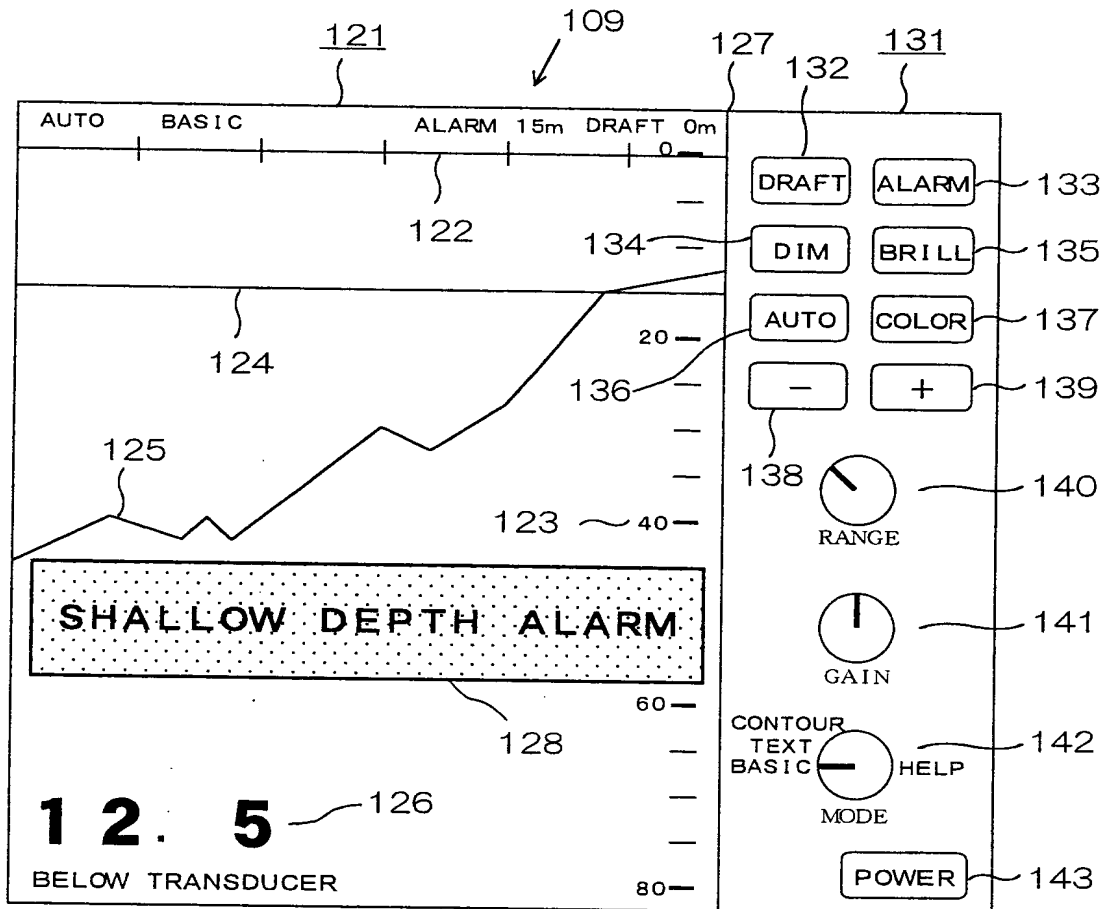 121 109 127 131
132
AUTO BASIC ALARM 15m DRAFT 0m
0
DRAFT ALARM 133
122
134 DIM BRILL 135
124
20
AUTO COLOR 137
136
- + 139
125
138
140
123 40
RANGE
SHALLOW DEPTH ALARM
141
GAIN
60
128
CONTOUR
TEXT
BASIC HELP 142
MODE
12. 5 126
BELOW TRANSDUCER
80
POWER 143